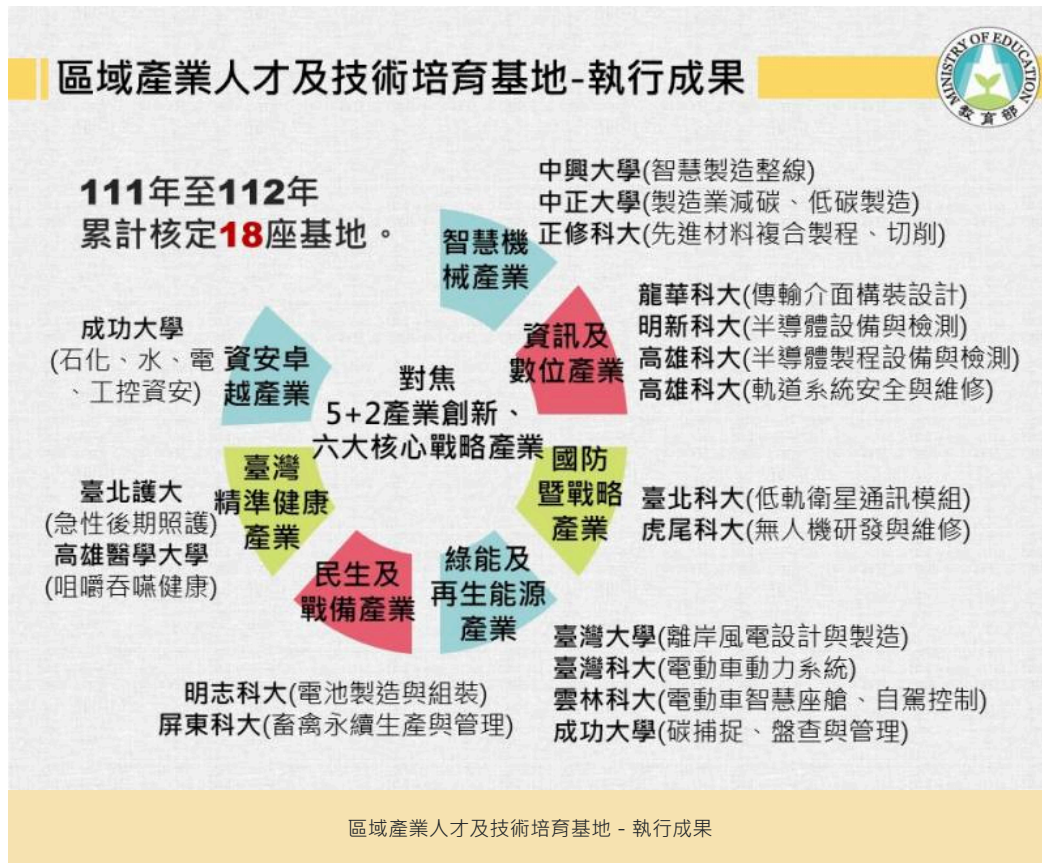 區域產業人才及技術培育基地-執行成果
MINISTRY OF EDUCATION
教育部
111年至112年
累計核定18座基地。
中興大學(智慧製造整線)
中正大學(製造業減碳、低碳製造)
正修科大(先進材料複合製程、切削)
智慧機
械產業
龍華科大(傳輸介面構裝設計)
明新科大(半導體設備與檢測)
高雄科大(半導體製程設備與檢測)
高雄科大(軌道系統安全與維修)
資訊及
數位產業
成功大學
(石化、水、電
、工控資安)
資安卓
越產業
對焦
5+2產業創新、
六大核心戰略產業
國防
暨戰略
產業
臺北科大(低軌衛星通訊模組)
虎尾科大(無人機研發與維修)
臺灣
精準健康
產業
臺北護大
(急性後期照護)
高雄醫學大學
(咀嚼吞嚥健康)
民生及
戰備產業
綠能及
再生能源
產業
臺灣大學(離岸風電設計與製造)
臺灣科大(電動車動力系統)
雲林科大(電動車智慧座艙、自駕控制)
成功大學(碳捕捉、盤查與管理)
明志科大(電池製造與組裝)
屏東科大(畜禽永續生產與管理)
區域產業人才及技術培育基地 - 執行成果